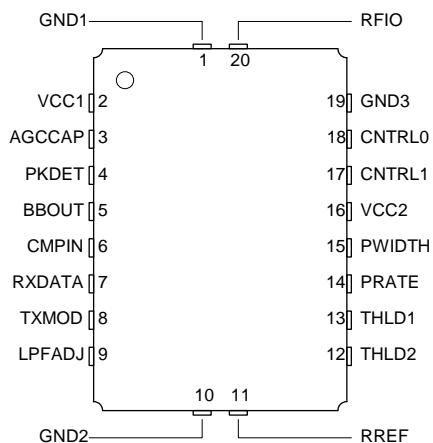 GND1 RFIO
1 20
VCC1 2 19 GND3
AGCCAP 3 18 CNTRL0
PKDET 4 17 CNTRL1
BBOUT 5 16 VCC2
CMPIN 6 15 PWIDTH
RXDATA 7 14 PRATE
TXMOD 8 13 THLD1
LPFADJ 9 12 THLD2
10 11
GND2 RREF